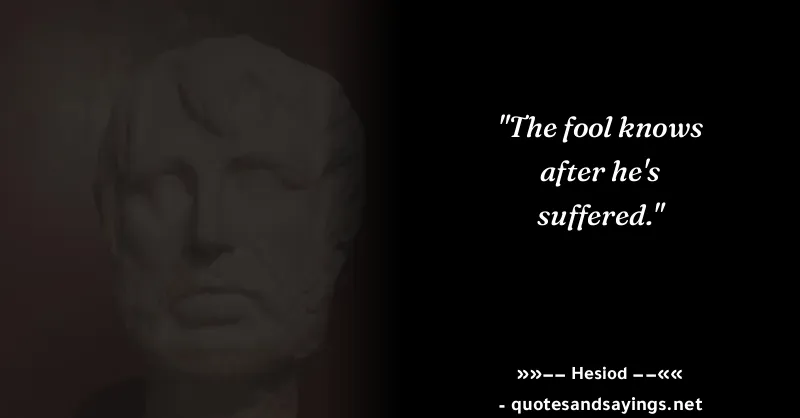 "The fool knows
after he's
suffered."
»»−− Hesiod −−««
- quotesandsayings.net